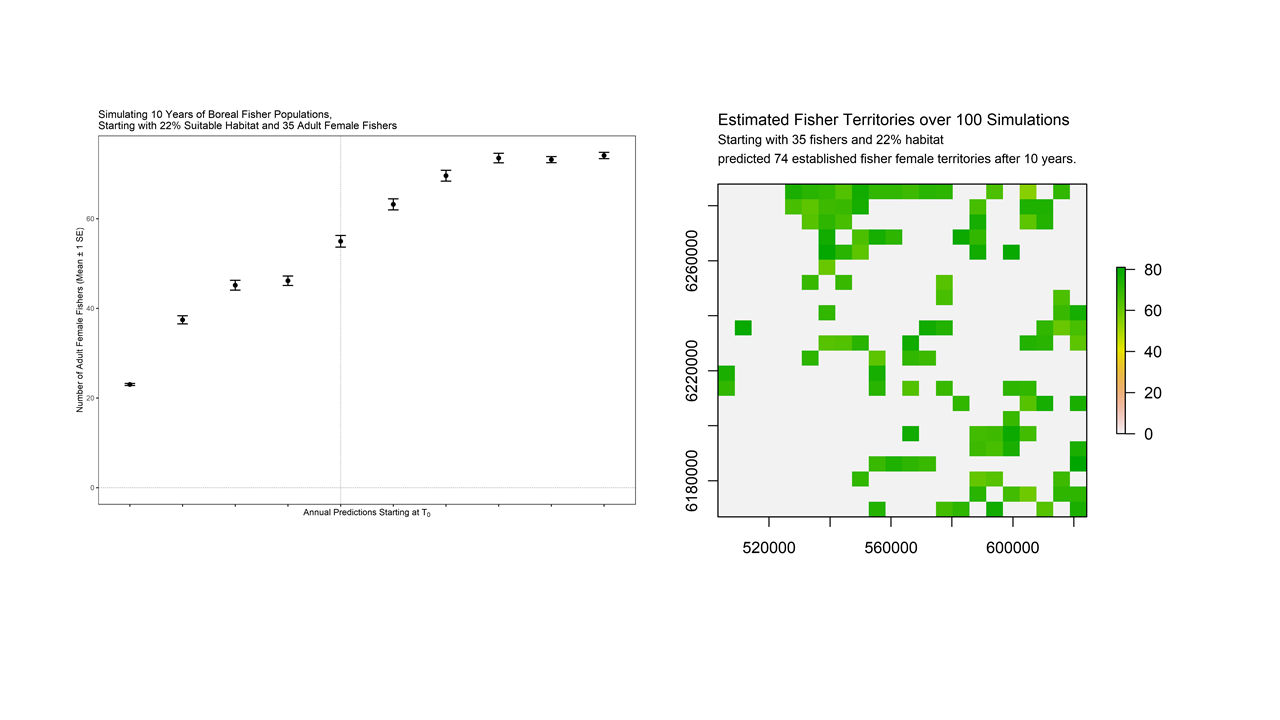 Simulating 10 Years of Boreal Fisher Populations,
Starting with 22% Suitable Habitat and 35 Adult Female Fishers
Number of Adult Female Fishers (Mean ± 1 SE)
60
40
20
0
Annual Predictions Starting at T₀
Estimated Fisher Territories over 100 Simulations
Starting with 35 fishers and 22% habitat
predicted 74 established fisher female territories after 10 years.
6260000
6220000
6180000
520000 560000 600000
80
60
40
20
0